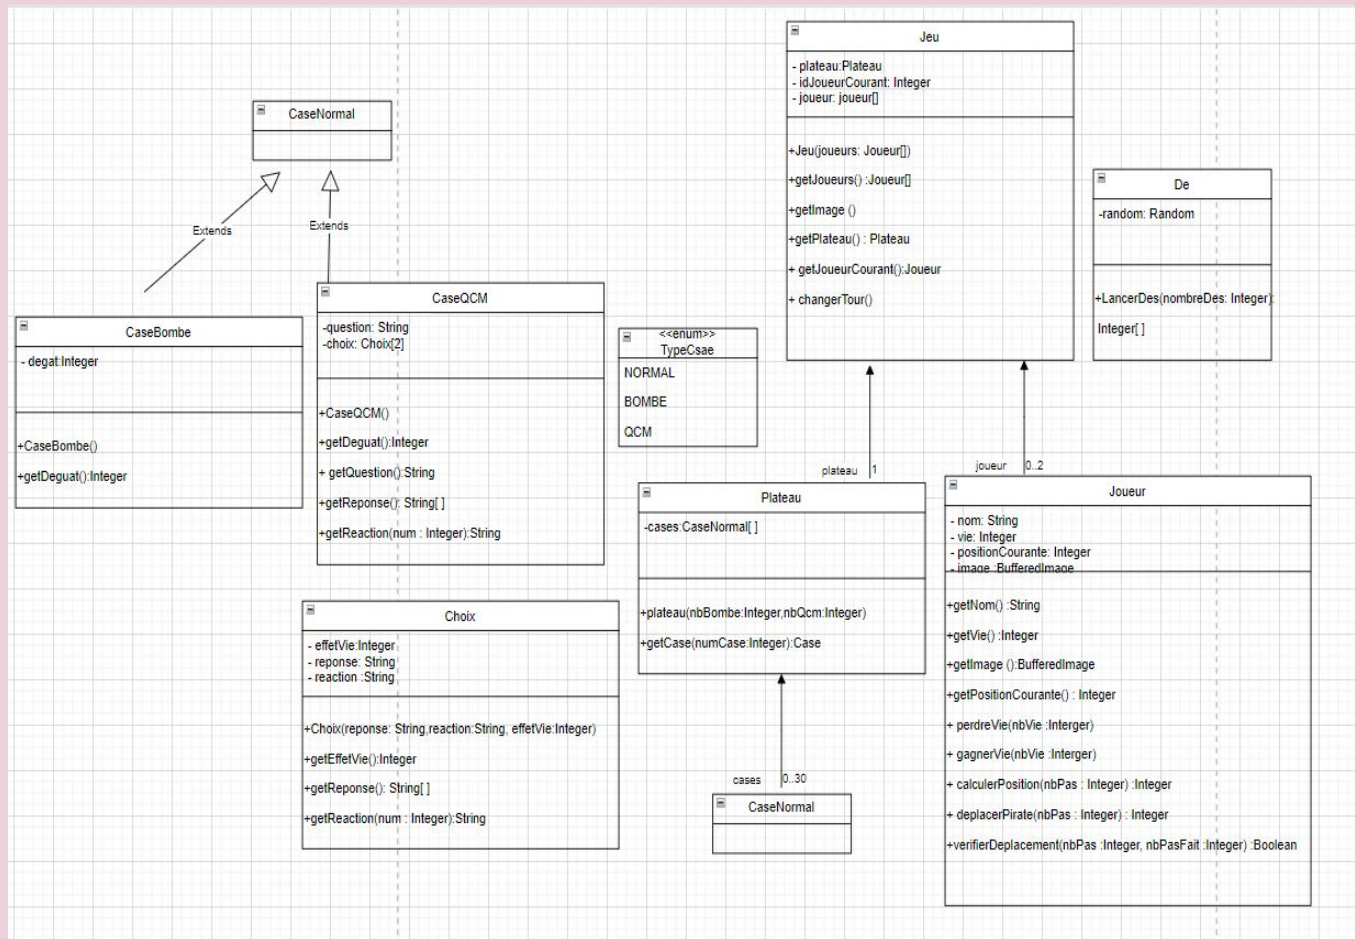 CaseNormal
Extends
Extends
CaseBombe
- degat:Integer
+CaseBombe()
+getDeguat():Integer
CaseQCM
-question: String
-choix: Choix[2]
+CaseQCM()
+getDeguat():Integer
+ getQuestion():String
+getReponse(): String[ ]
+getReaction(num : Integer):String
Choix
- effetVie:Integer
- reponse: String
- reaction :String
+Choix(reponse: String,reaction:String, effetVie:Integer)
+getEffetVie():Integer
+getReponse(): String[ ]
+getReaction(num : Integer):String
<<enum>>
TypeCsae
NORMAL
BOMBE
QCM
Jeu
- plateau:Plateau
- idJoueurCourant: Integer
- joueur: joueur[]
+Jeu(joueurs: Joueur[])
+getJoueurs() :Joueur[]
+getImage ()
+getPlateau() : Plateau
+ getJoueurCourant():Joueur
+ changerTour()
De
-random: Random
+LancerDes(nombreDes: Integer):
Integer[ ]
plateau 1
joueur 0..2
Plateau
-cases:CaseNormal[ ]
+plateau(nbBombe:Integer,nbQcm:Integer)
+getCase(numCase:Integer):Case
cases 0..30
CaseNormal
Joueur
- nom: String
- vie: Integer
- positionCourante: Integer
- image :BufferedImage
+getNom() :String
+getVie() :Integer
+getImage ():BufferedImage
+getPositionCourante() : Integer
+ perdreVie(nbVie :Interger)
+ gagnerVie(nbVie :Interger)
+ calculerPosition(nbPas : Integer) :Integer
+ deplacerPirate(nbPas : Integer) : Integer
+verifierDeplacement(nbPas :Integer, nbPasFait :Integer) :Boolean